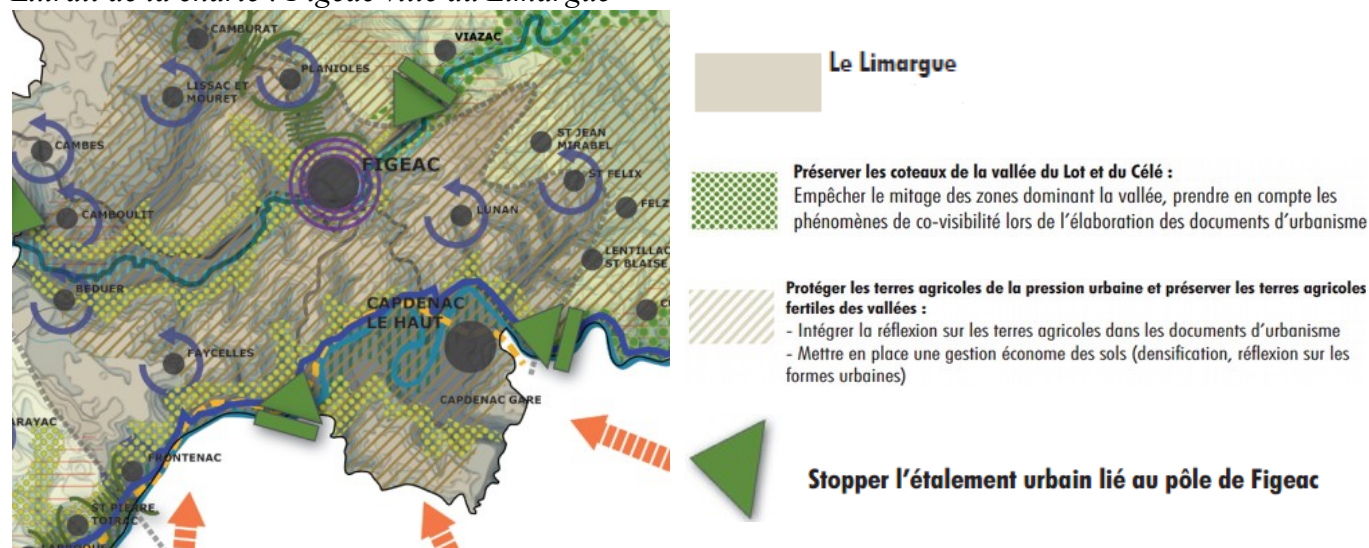 Extrait de la charte : Figeac ville du Limargue
CAMBURAT
VIAZAC
PLANIOLES
LISSAC ET
MOURET
CAMBES
ST JEAN
MIRABEL
FIGEAC
ST FELIX
CAMBOULIT
LUNAN
FELZ
LENTILLAC
ST BLAISE
BEDUER
CAPDENAC
LE HAUT
FAYCELLES
CAPDENAC GARE
ARAYAC
FRONTENAC
ST PIERRE
TOIRAC
Le Limargue
Préserver les coteaux de la vallée du Lot et du Célé :
Empêcher le mitage des zones dominant la vallée, prendre en compte les
phénomènes de co-visibilité lors de l'élaboration des documents d'urbanisme
Protéger les terres agricoles de la pression urbaine et préserver les terres agricoles
fertiles des vallées :
- Intégrer la réflexion sur les terres agricoles dans les documents d'urbanisme
- Mettre en place une gestion économe des sols (densification, réflexion sur les
formes urbaines)
Stopper l'étalement urbain lié au pôle de Figeac